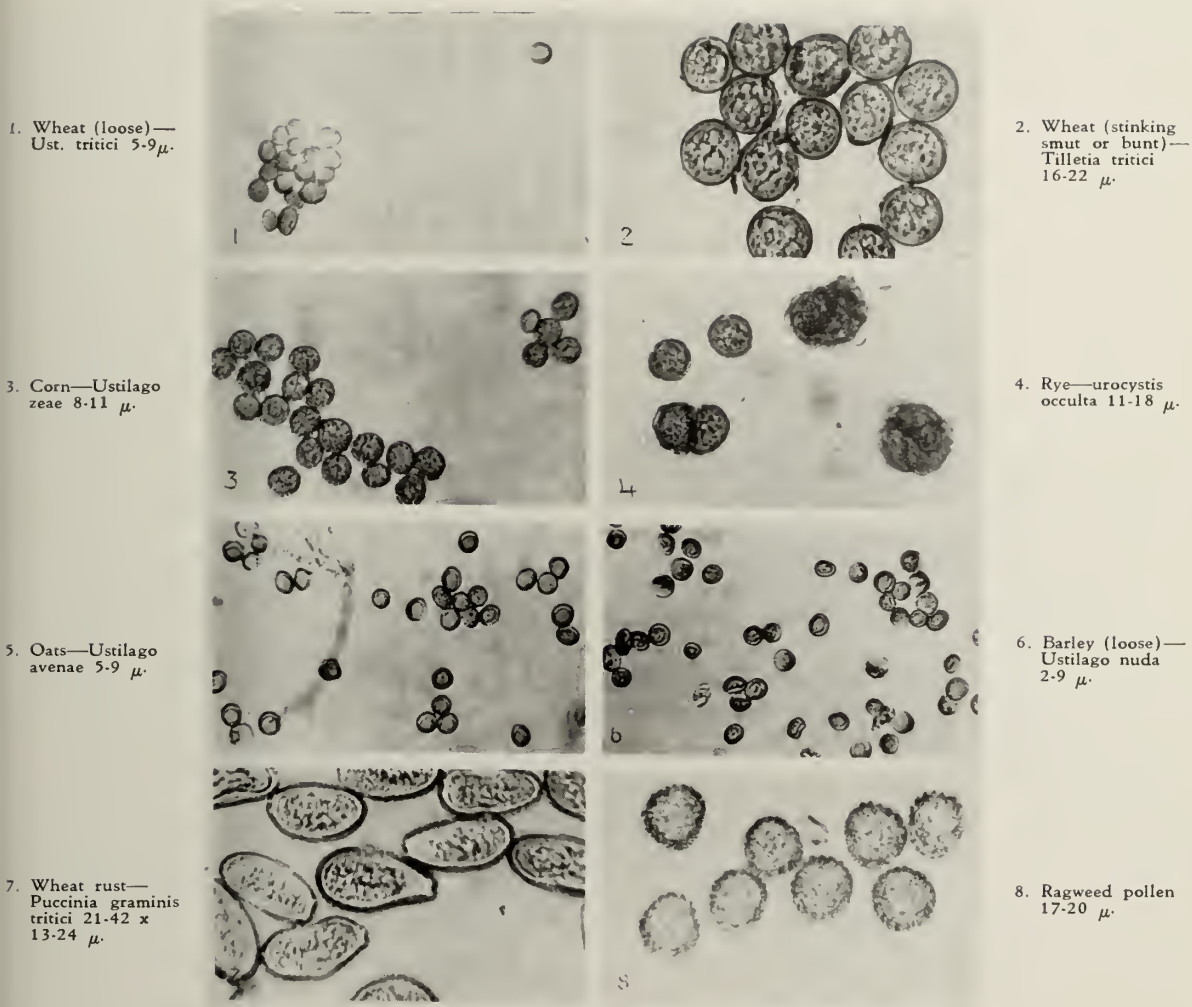 1. Wheat (loose)—
Ust. tritici 5-9μ.
2. Wheat (stinking
smut or bunt)—
Tilletia tritici
16-22 μ.
1
2
3. Corn—Ustilago
zeae 8-11 μ.
4. Rye—urocystis
occulta 11-18 μ.
3
4
5. Oats—Ustilago
avenae 5-9 μ.
6. Barley (loose)—
Ustilago nuda
2-9 μ.
6
7. Wheat rust—
Puccinia graminis
tritici 21-42 x
13-24 μ.
8. Ragweed pollen
17-20 μ.
8